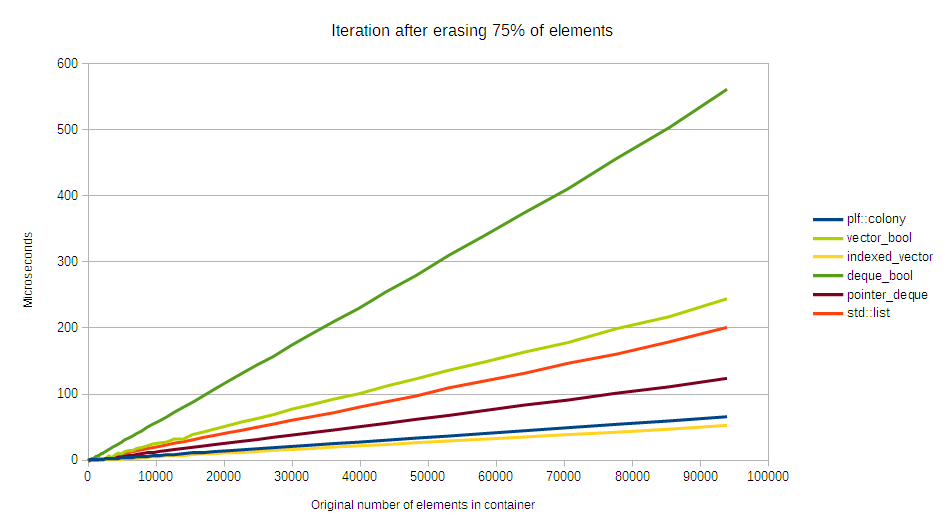 Iteration after erasing 75% of elements
600
500
400
300
200
100
0
Microseconds
0 10000 20000 30000 40000 50000 60000 70000 80000 90000 100000
Original number of elements in container
plf::colony
vector_bool
indexed_vector
deque_bool
pointer_deque
std::list